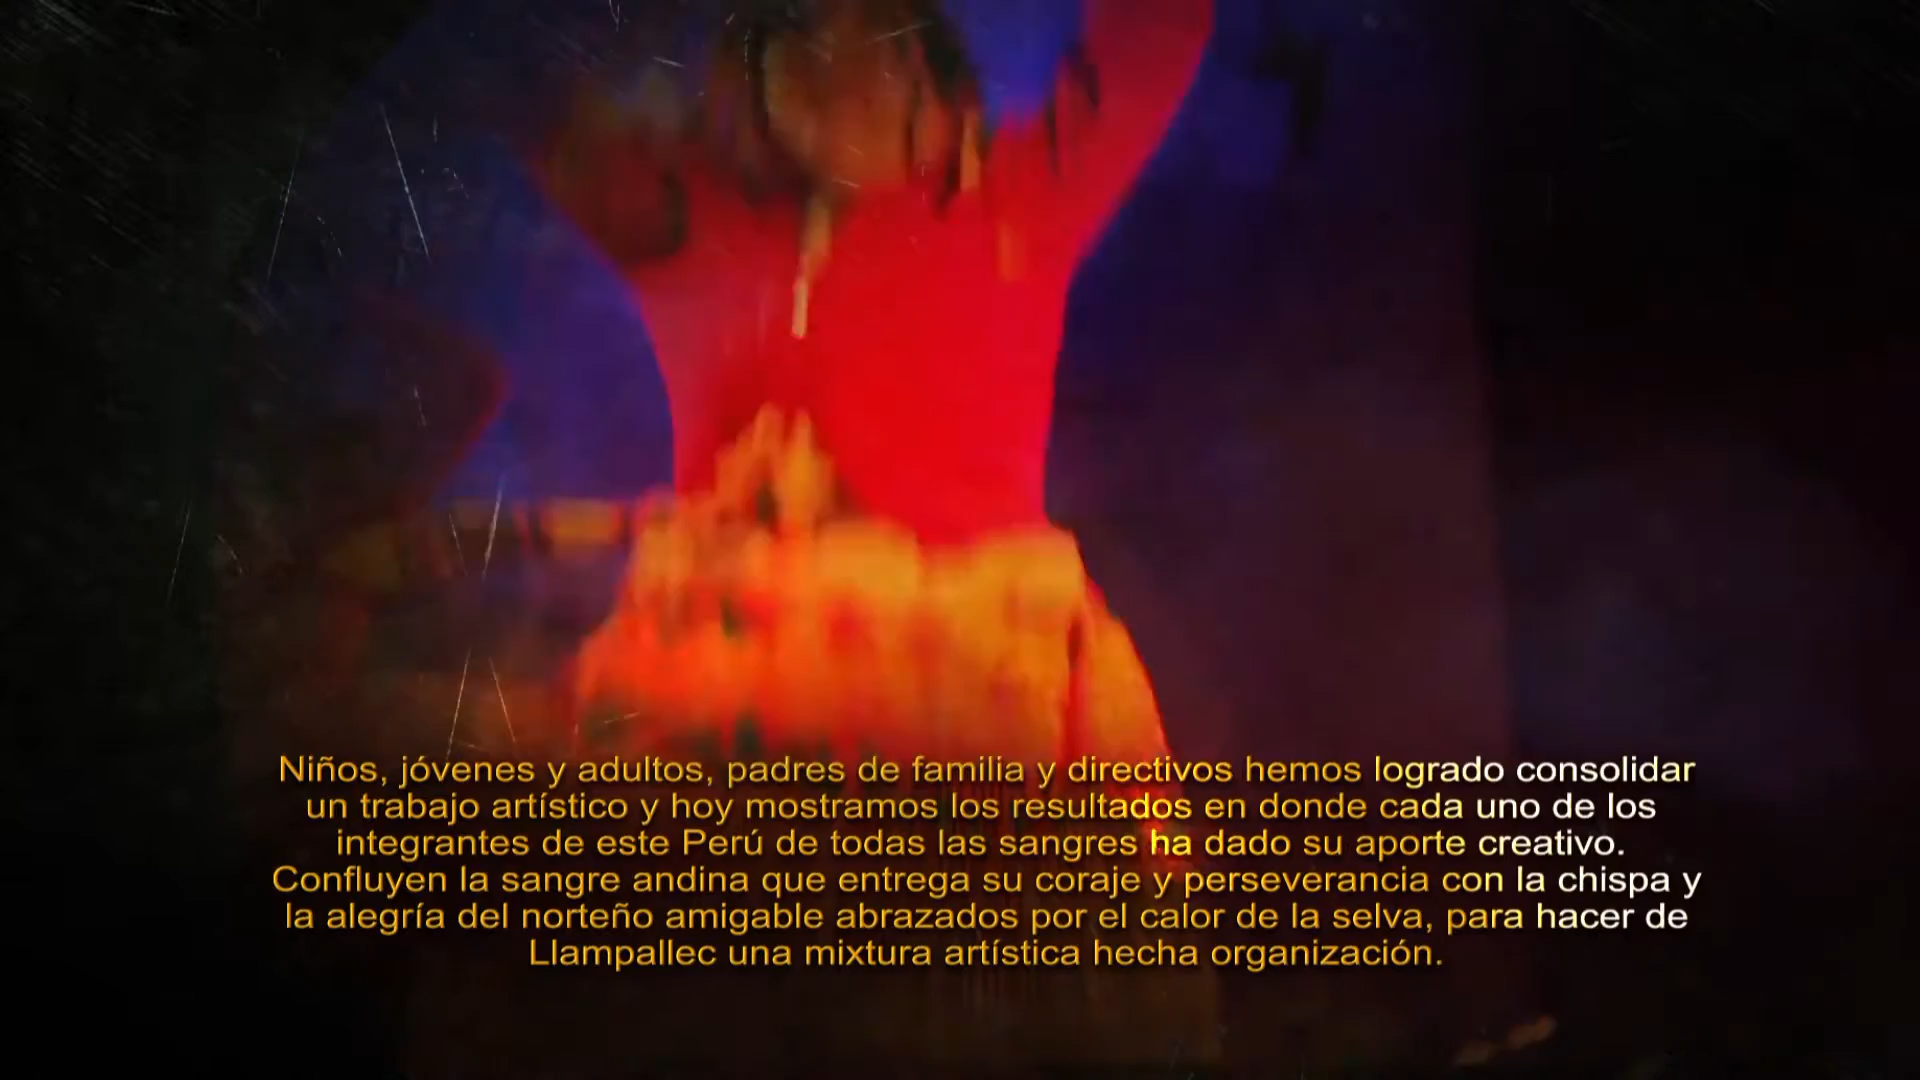 Niños, jóvenes y adultos, padres de familia y directivos hemos logrado consolidar
un trabajo artístico y hoy mostramos los resultados en donde cada uno de los
integrantes de este Perú de todas las sangres ha dado su aporte creativo.
Confluyen la sangre andina que entrega su coraje y perseverancia con la chispa y
la alegría del norteño amigable abrazados por el calor de la selva, para hacer de
Llampallec una mixtura artística hecha organización.